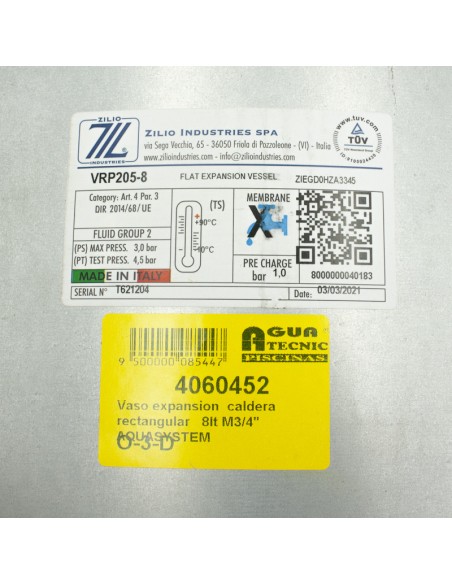 ZILIO
ZILIO INDUSTRIES SPA
via Sega Vecchia, 65 - 36050 Friola di Pozzoleone - (VI) - Italia
www.zilioindustries.com - info@zilioindustries.com
www.tuv.com
TÜV
VRP205-8 FLAT EXPANSION VESSEL ZIEGD0HZA3345
Category: Art. 4 Par. 3
DIR 2014/68/UE
(TS)
+90°C
MEMBRANE
X
FLUID GROUP 2
(PS) MAX PRESS. 3,0 bar
(PT) TEST PRESS. 4,5 bar
PRE CHARGE
bar 1,0
8000000040183
MADE IN ITALY
SERIAL N° T621204
Date: 03/03/2021
9 500000 085447
AGUA
TECNIC
PISCINAS
4060452
Vaso expansion caldera
rectangular 8lt M3/4"
AQUASYSTEM
O-3-D